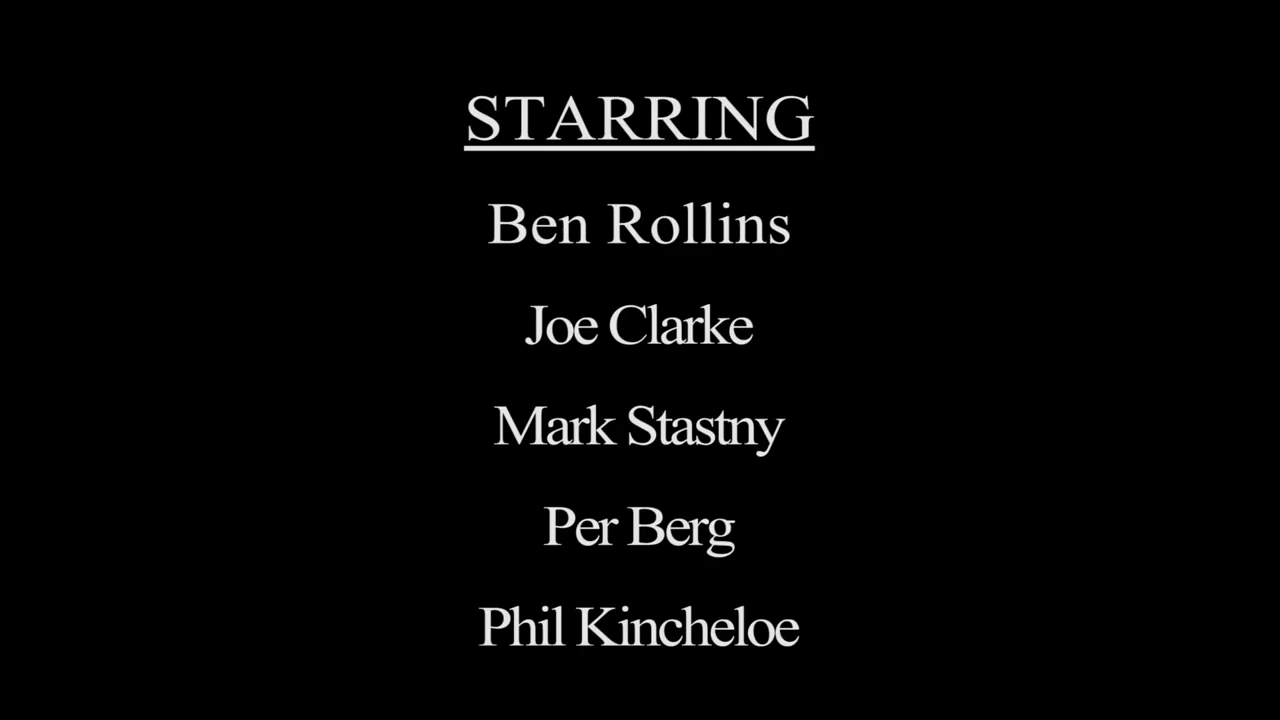 STARRING
Ben Rollins
Joe Clarke
Mark Stastny
Per Berg
Phil Kincheloe